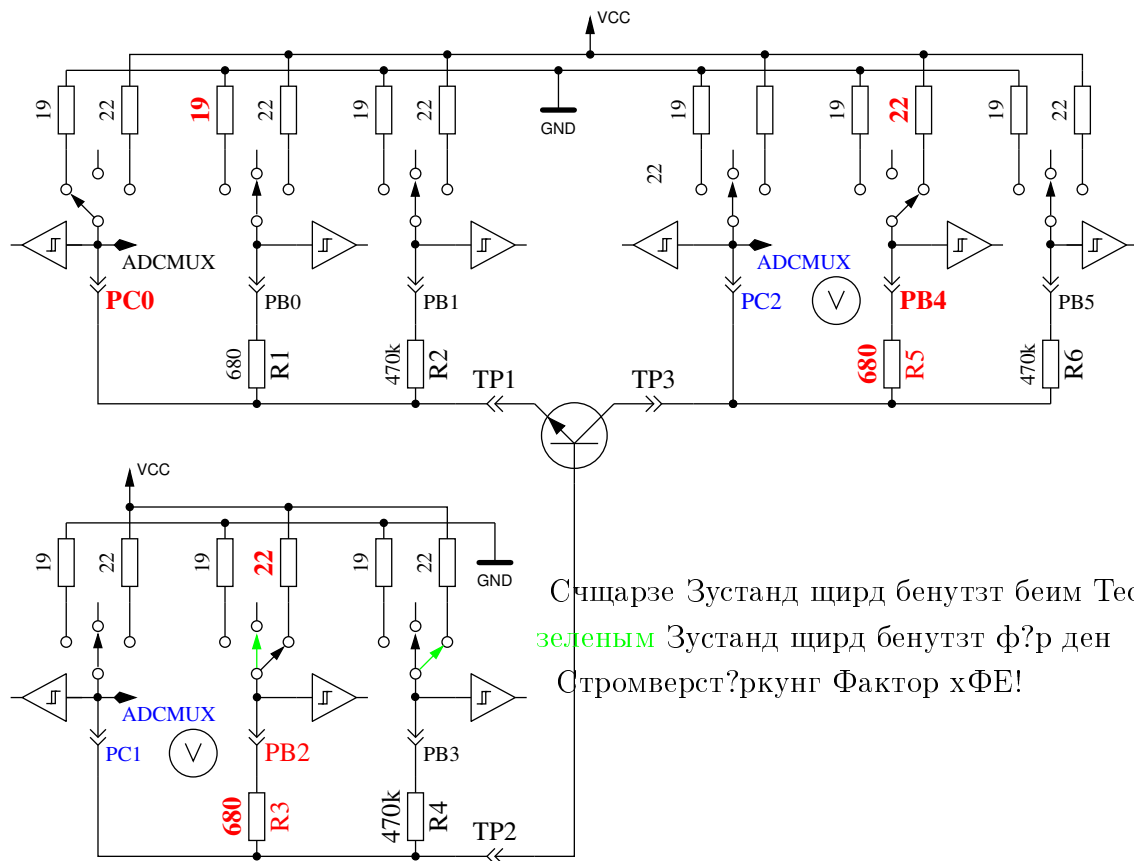 VCC
19
22
19
22
19
22
GND
19
22
19
22
19
22
ADCMUX
PC0
PB0
PB1
ADCMUX
PC2
V
PB4
PB5
680
R1
470k
R2
680
R5
470k
R6
TP1
TP3
VCC
19
22
19
22
19
22
GND
Счщарзе Зустанд щирд бенутзт беим Тес
зеленым Зустанд щирд бенутзт ф?р ден
Стромверст?ркунг Фактор хФЕ!
ADCMUX
PC1
V
PB2
PB3
680
R3
470k
R4
TP2